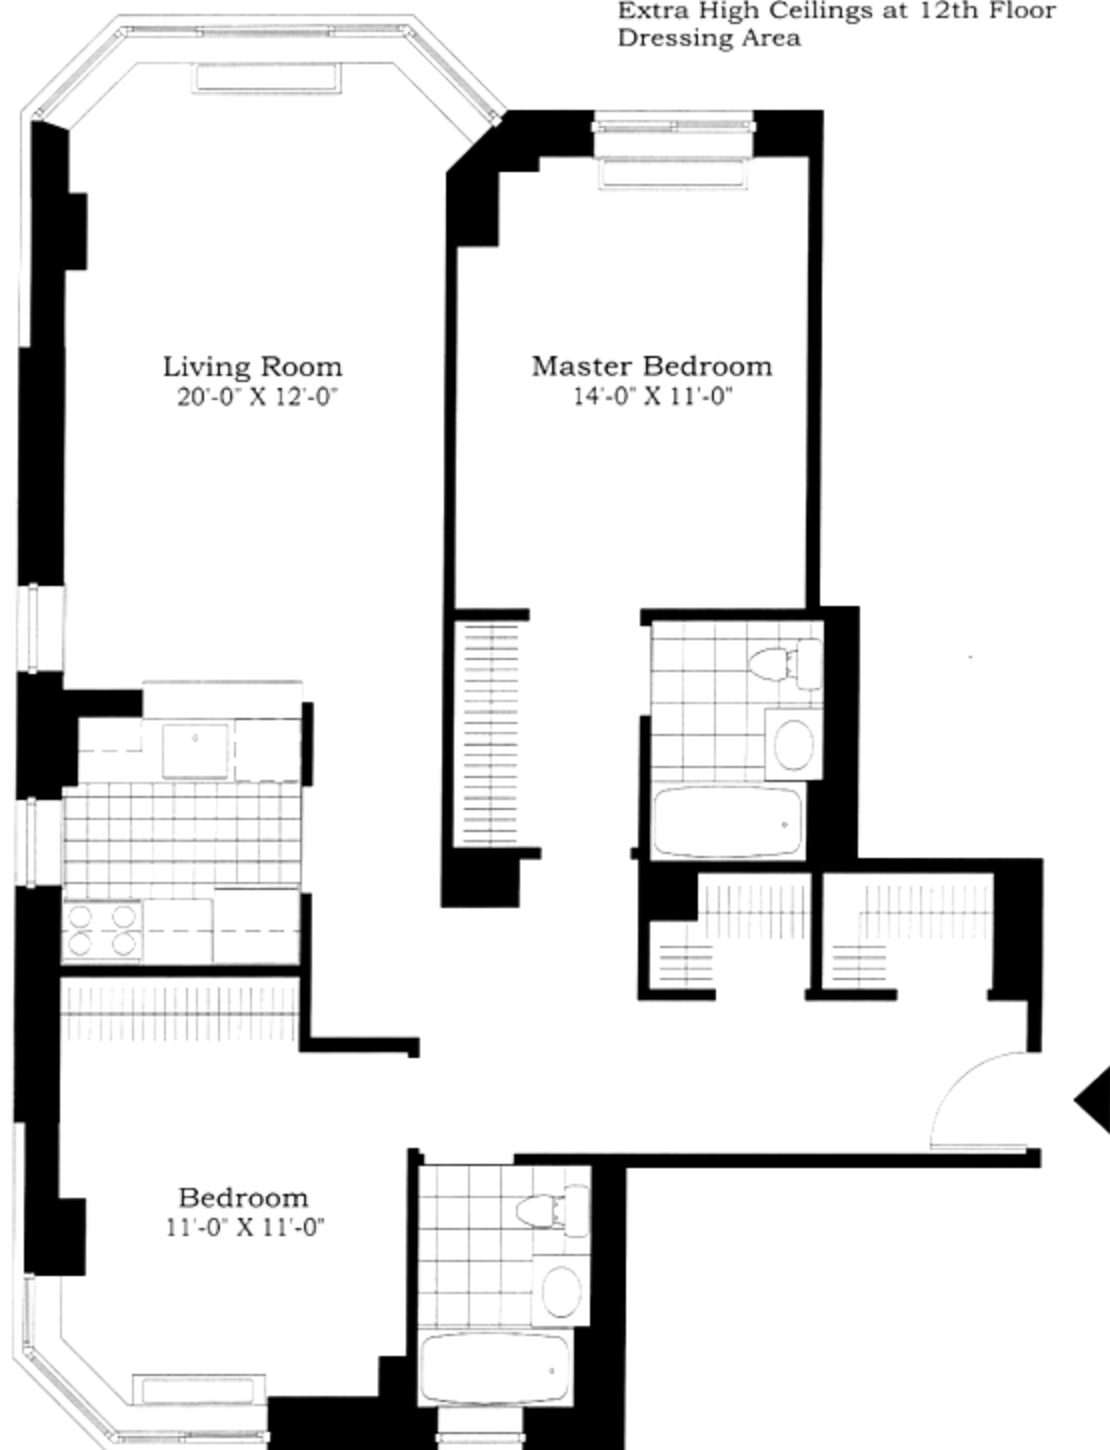 Extra High Ceilings at 12th Floor
Dressing Area
Living Room
20'-0" X 12'-0"
Master Bedroom
14'-0" X 11'-0"
Bedroom
11'-0" X 11'-0"